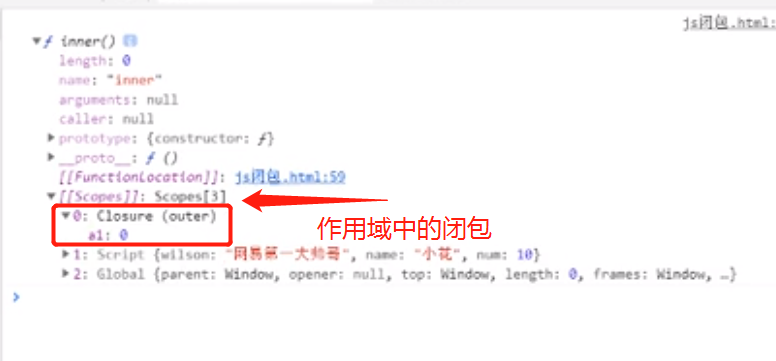 js闭包.html:
▼ƒ inner() i
length: 0
name: "inner"
arguments: null
caller: null
▶prototype: {constructor: ƒ}
▶__proto__: ƒ ()
[[FunctionLocation]]: js闭包.html:59
▼[[Scopes]]: Scopes[3]
▼0: Closure (outer)
a1: 0
作用域中的闭包
▶1: Script {wilson: "网易第一大帅哥", name: "小花", num: 10}
▶2: Global {parent: Window, opener: null, top: Window, length: 0, frames: Window, …}
>